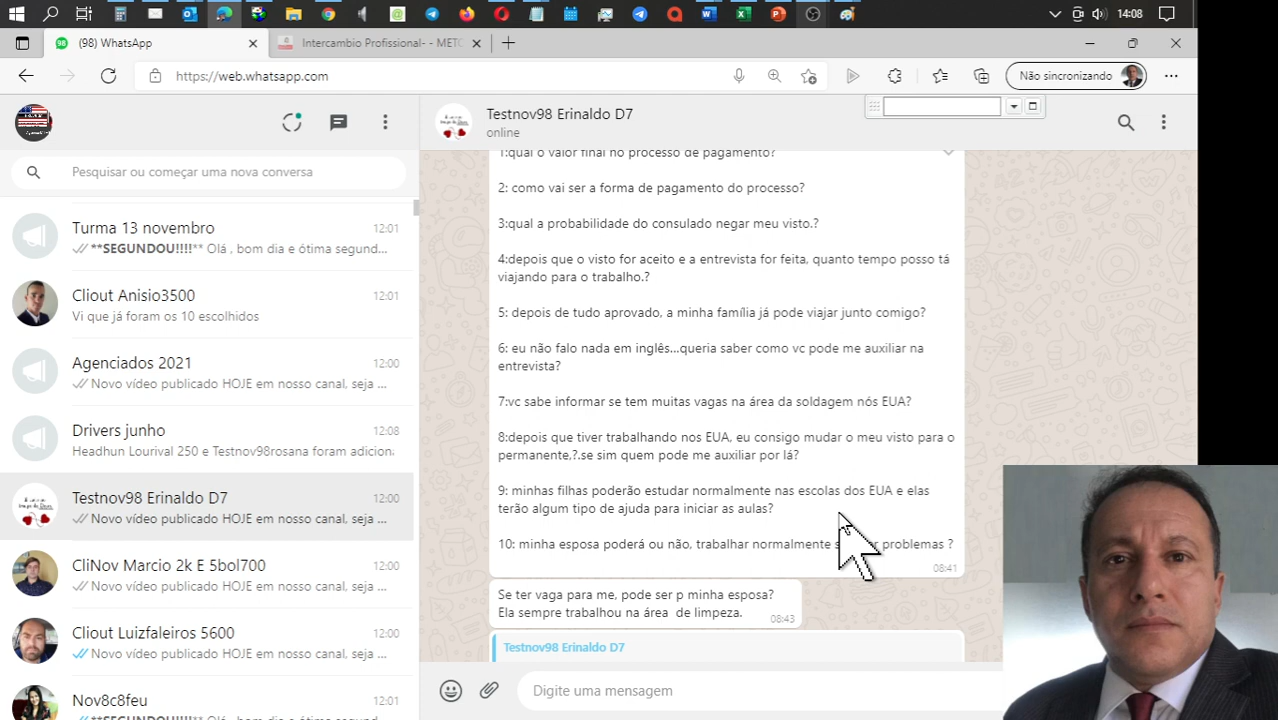 14:08
(98) WhatsApp
Intercambio Profissional- - METO
https://web.whatsapp.com
Não sincronizando
Pesquisar ou começar uma nova conversa
Turma 13 novembro 12:01
**SEGUNDOU!!!!** Olá , bom dia e ótima segund...
Cliout Anisio3500 12:01
Vi que já foram os 10 escolhidos
Agenciados 2021 12:00
Novo vídeo publicado HOJE em nosso canal, seja ...
Drivers junho 12:08
Headhun Lourival 250 e Testnov98rosana foram adicion
Testnov98 Erinaldo D7 12:00
Novo vídeo publicado HOJE em nosso canal, seja ...
CliNov Marcio 2k E 5bol700 12:00
Novo vídeo publicado HOJE em nosso canal, seja ...
Cliout Luizfaleiros 5600 12:00
Novo vídeo publicado HOJE em nosso canal, seja ...
Nov8c8feu 12:01
**SEGUNDOU!!!!** Olá , bom dia e ótima segund...
Testnov98 Erinaldo D7
online
1:qual o valor final no processo de pagamento?
2: como vai ser a forma de pagamento do processo?
3:qual a probabilidade do consulado negar meu visto.?
4:depois que o visto for aceito e a entrevista for feita, quanto tempo posso tá
viajando para o trabalho.?
5: depois de tudo aprovado, a minha família já pode viajar junto comigo?
6: eu não falo nada em inglês...queria saber como vc pode me auxiliar na
entrevista?
7:vc sabe informar se tem muitas vagas na área da soldagem nós EUA?
8:depois que tiver trabalhando nos EUA, eu consigo mudar o meu visto para o
permanente,?.se sim quem pode me auxiliar por lá?
9: minhas filhas poderão estudar normalmente nas escolas dos EUA e elas
terão algum tipo de ajuda para iniciar as aulas?
10: minha esposa poderá ou não, trabalhar normalmente problemas ?
08:41
Se ter vaga para me, pode ser p minha esposa?
Ela sempre trabalhou na área de limpeza.
08:43
Testnov98 Erinaldo D7
Digite uma mensagem